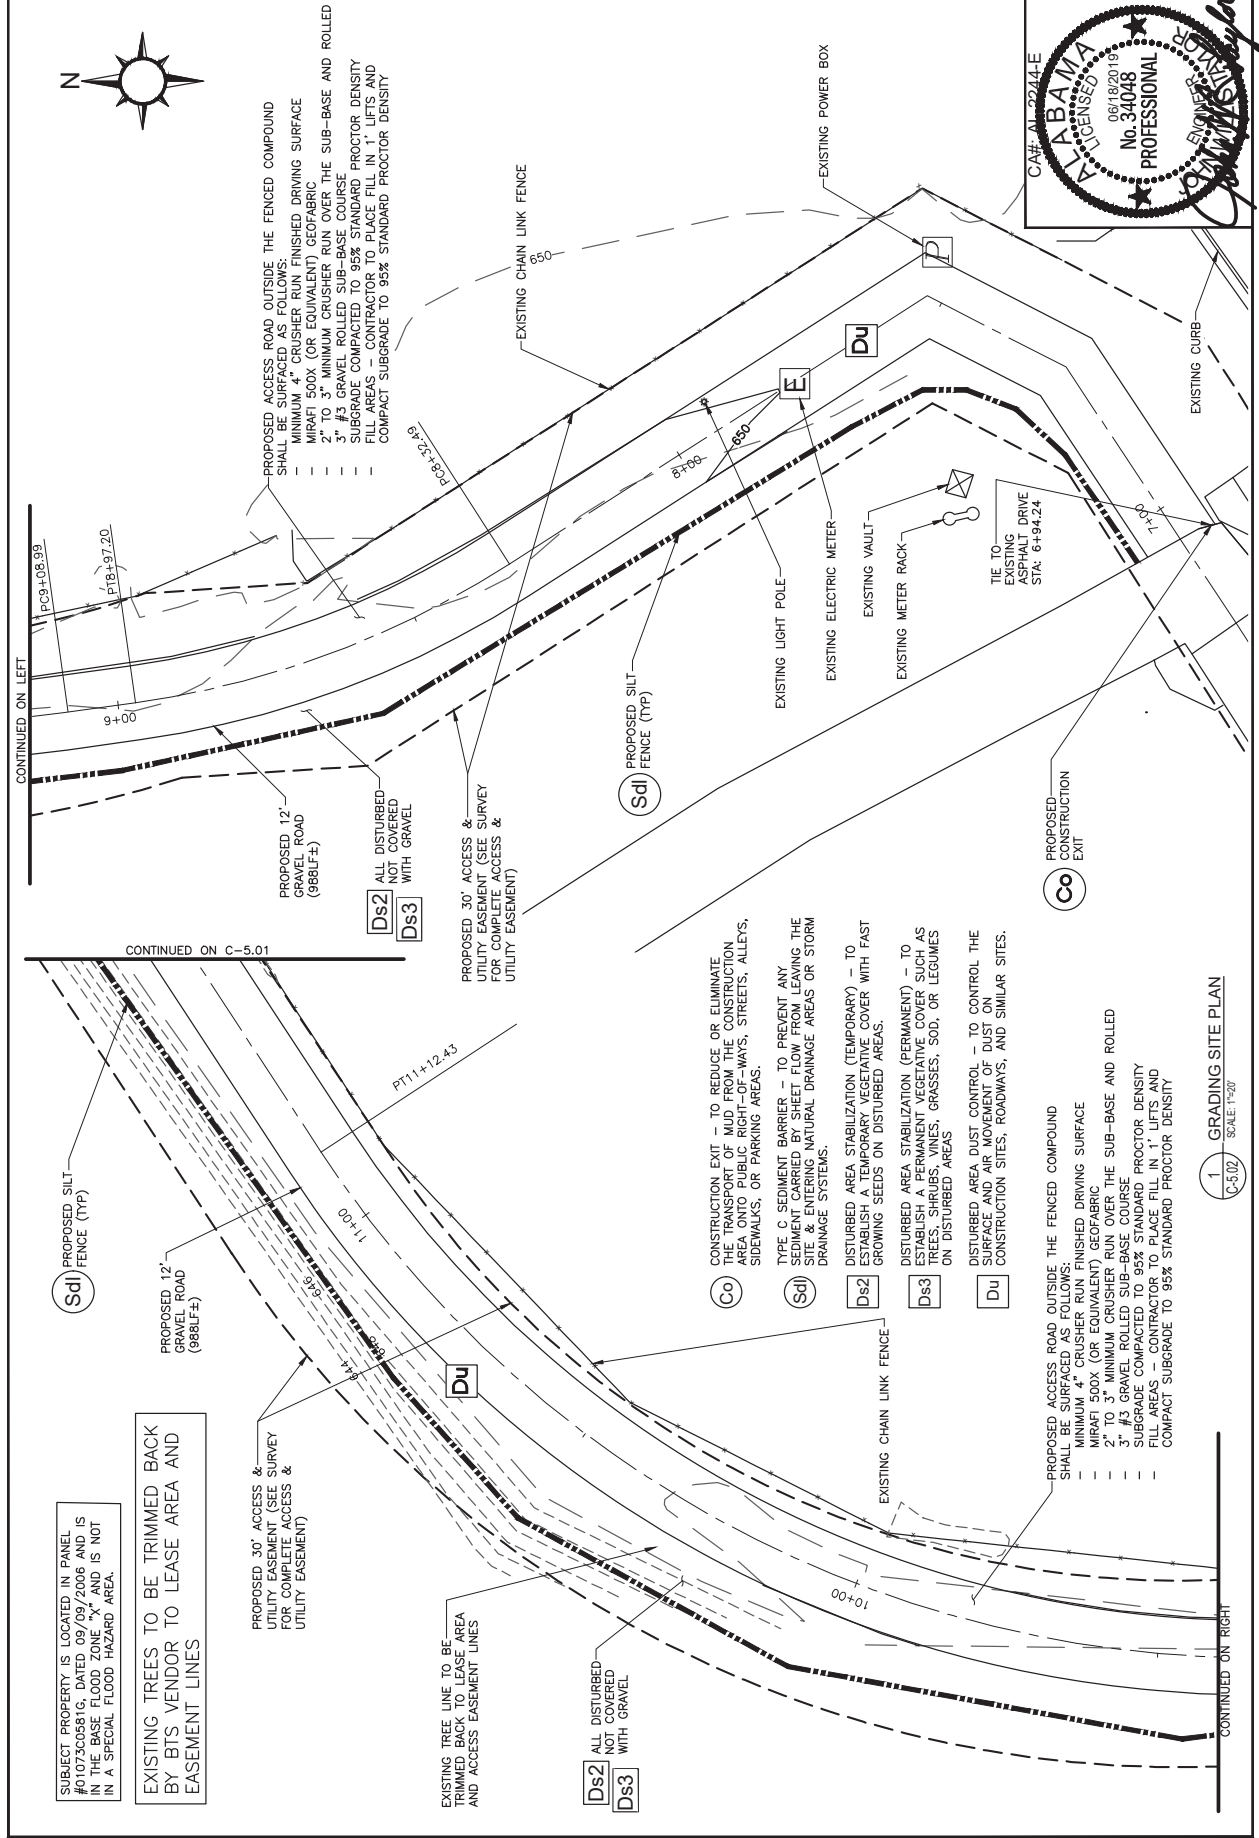 SUBJECT PROPERTY IS LOCATED IN PANEL
#01073C0581G, DATED 09/09/2006 AND IS
IN THE BASE FLOOD ZONE "X" AND IS NOT
IN A SPECIAL FLOOD HAZARD AREA.
EXISTING TREES TO BE TRIMMED BACK
BY BTS VENDOR TO LEASE AREA AND
EASEMENT LINES
Sdl
PROPOSED SILT
FENCE (TYP)
PROPOSED 12'
GRAVEL ROAD
(988LF±)
PROPOSED 30' ACCESS &
UTILITY EASEMENT (SEE SURVEY
FOR COMPLETE ACCESS &
UTILITY EASEMENT)
EXISTING TREE LINE TO BE
TRIMMED BACK TO LEASE AREA
AND ACCESS EASEMENT LINES
Ds2
Ds3
ALL DISTURBED
NOT COVERED
WITH GRAVEL
CONTINUED ON C-5.01
PT11+12.43
11+00
646
648
644
Du
10+00
EXISTING CHAIN LINK FENCE
CONTINUED ON RIGHT
PROPOSED ACCESS ROAD OUTSIDE THE FENCED COMPOUND
SHALL BE SURFACED AS FOLLOWS:
- MINIMUM 4" CRUSHER RUN FINISHED DRIVING SURFACE
- MIRAFI 500X (OR EQUIVALENT) GEOFABRIC
- 2" TO 3" MINIMUM CRUSHER RUN OVER THE SUB-BASE AND ROLLED
- 3" #3 GRAVEL ROLLED SUB-BASE COURSE
- SUBGRADE COMPACTED TO 95% STANDARD PROCTOR DENSITY
- FILL AREAS - CONTRACTOR TO PLACE FILL IN 1' LIFTS AND
COMPACT SUBGRADE TO 95% STANDARD PROCTOR DENSITY
Co
CONSTRUCTION EXIT - TO REDUCE OR ELIMINATE
THE TRANSPORT OF MUD FROM THE CONSTRUCTION
AREA ONTO PUBLIC RIGHT-OF-WAYS, STREETS, ALLEYS,
SIDEWALKS, OR PARKING AREAS.
Sdl
TYPE C SEDIMENT BARRIER - TO PREVENT ANY
SEDIMENT CARRIED BY SHEET FLOW FROM LEAVING THE
SITE & ENTERING NATURAL DRAINAGE AREAS OR STORM
DRAINAGE SYSTEMS.
Ds2
DISTURBED AREA STABILIZATION (TEMPORARY) - TO
ESTABLISH A TEMPORARY VEGETATIVE COVER WITH FAST
GROWING SEEDS ON DISTURBED AREAS.
Ds3
DISTURBED AREA STABILIZATION (PERMANENT) - TO
ESTABLISH A PERMANENT VEGETATIVE COVER SUCH AS
TREES, SHRUBS, VINES, GRASSES, SOD, OR LEGUMES
ON DISTURBED AREAS
Du
DISTURBED AREA DUST CONTROL - TO CONTROL THE
SURFACE AND AIR MOVEMENT OF DUST ON
CONSTRUCTION SITES, ROADWAYS, AND SIMILAR SITES.
1
C-5.02
GRADING SITE PLAN
SCALE: 1"=20'
N
CONTINUED ON LEFT
PC9+08.99
PT8+97.20
9+00
PROPOSED ACCESS ROAD OUTSIDE THE FENCED COMPOUND
SHALL BE SURFACED AS FOLLOWS:
- MINIMUM 4" CRUSHER RUN FINISHED DRIVING SURFACE
- MIRAFI 500X (OR EQUIVALENT) GEOFABRIC
- 2" TO 3" MINIMUM CRUSHER RUN OVER THE SUB-BASE AND ROLLED
- 3" #3 GRAVEL ROLLED SUB-BASE COURSE
- SUBGRADE COMPACTED TO 95% STANDARD PROCTOR DENSITY
- FILL AREAS - CONTRACTOR TO PLACE FILL IN 1' LIFTS AND
COMPACT SUBGRADE TO 95% STANDARD PROCTOR DENSITY
PROPOSED 12'
GRAVEL ROAD
(988LF±)
Ds2
Ds3
ALL DISTURBED
NOT COVERED
WITH GRAVEL
PROPOSED 30' ACCESS &
UTILITY EASEMENT (SEE SURVEY
FOR COMPLETE ACCESS &
UTILITY EASEMENT)
PC8+32.49
EXISTING CHAIN LINK FENCE
650
8+00
650
Sdl
PROPOSED SILT
FENCE (TYP)
EXISTING LIGHT POLE
E
EXISTING ELECTRIC METER
Du
EXISTING POWER BOX
P
EXISTING VAULT
EXISTING METER RACK
TIE TO
EXISTING
ASPHALT DRIVE
STA: 6+94.24
7+00
Co
PROPOSED
CONSTRUCTION
EXIT
EXISTING CURB
CA#: AL 2244-E
ALABAMA
LICENSED
06/18/2019
No. 34048
PROFESSIONAL
ENGINEER